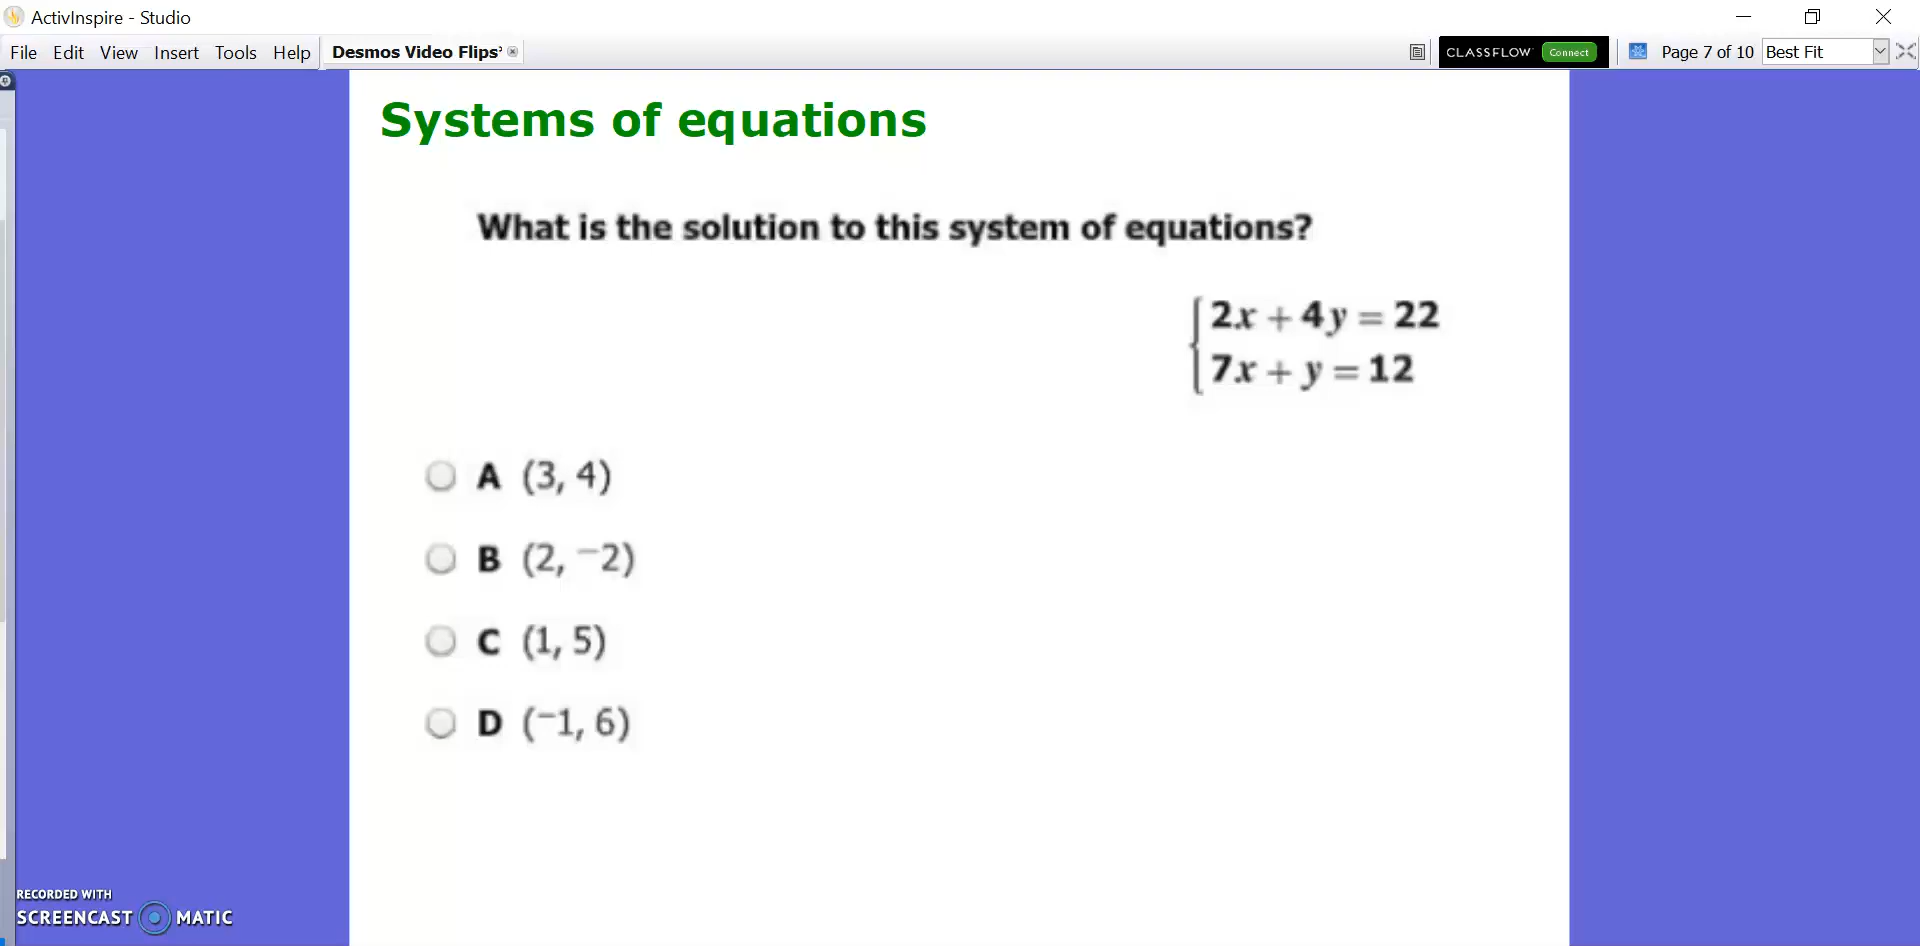 ActivInspire - Studio
File Edit View Insert Tools Help Desmos Video Flips' CLASSFLOW Connect Page 7 of 10 Best Fit
Systems of equations
What is the solution to this system of equations?
2x + 4y = 22
7x + y = 12
A (3, 4)
B (2, ⁻2)
C (1, 5)
D (⁻1, 6)
RECORDED WITH
SCREENCAST MATIC